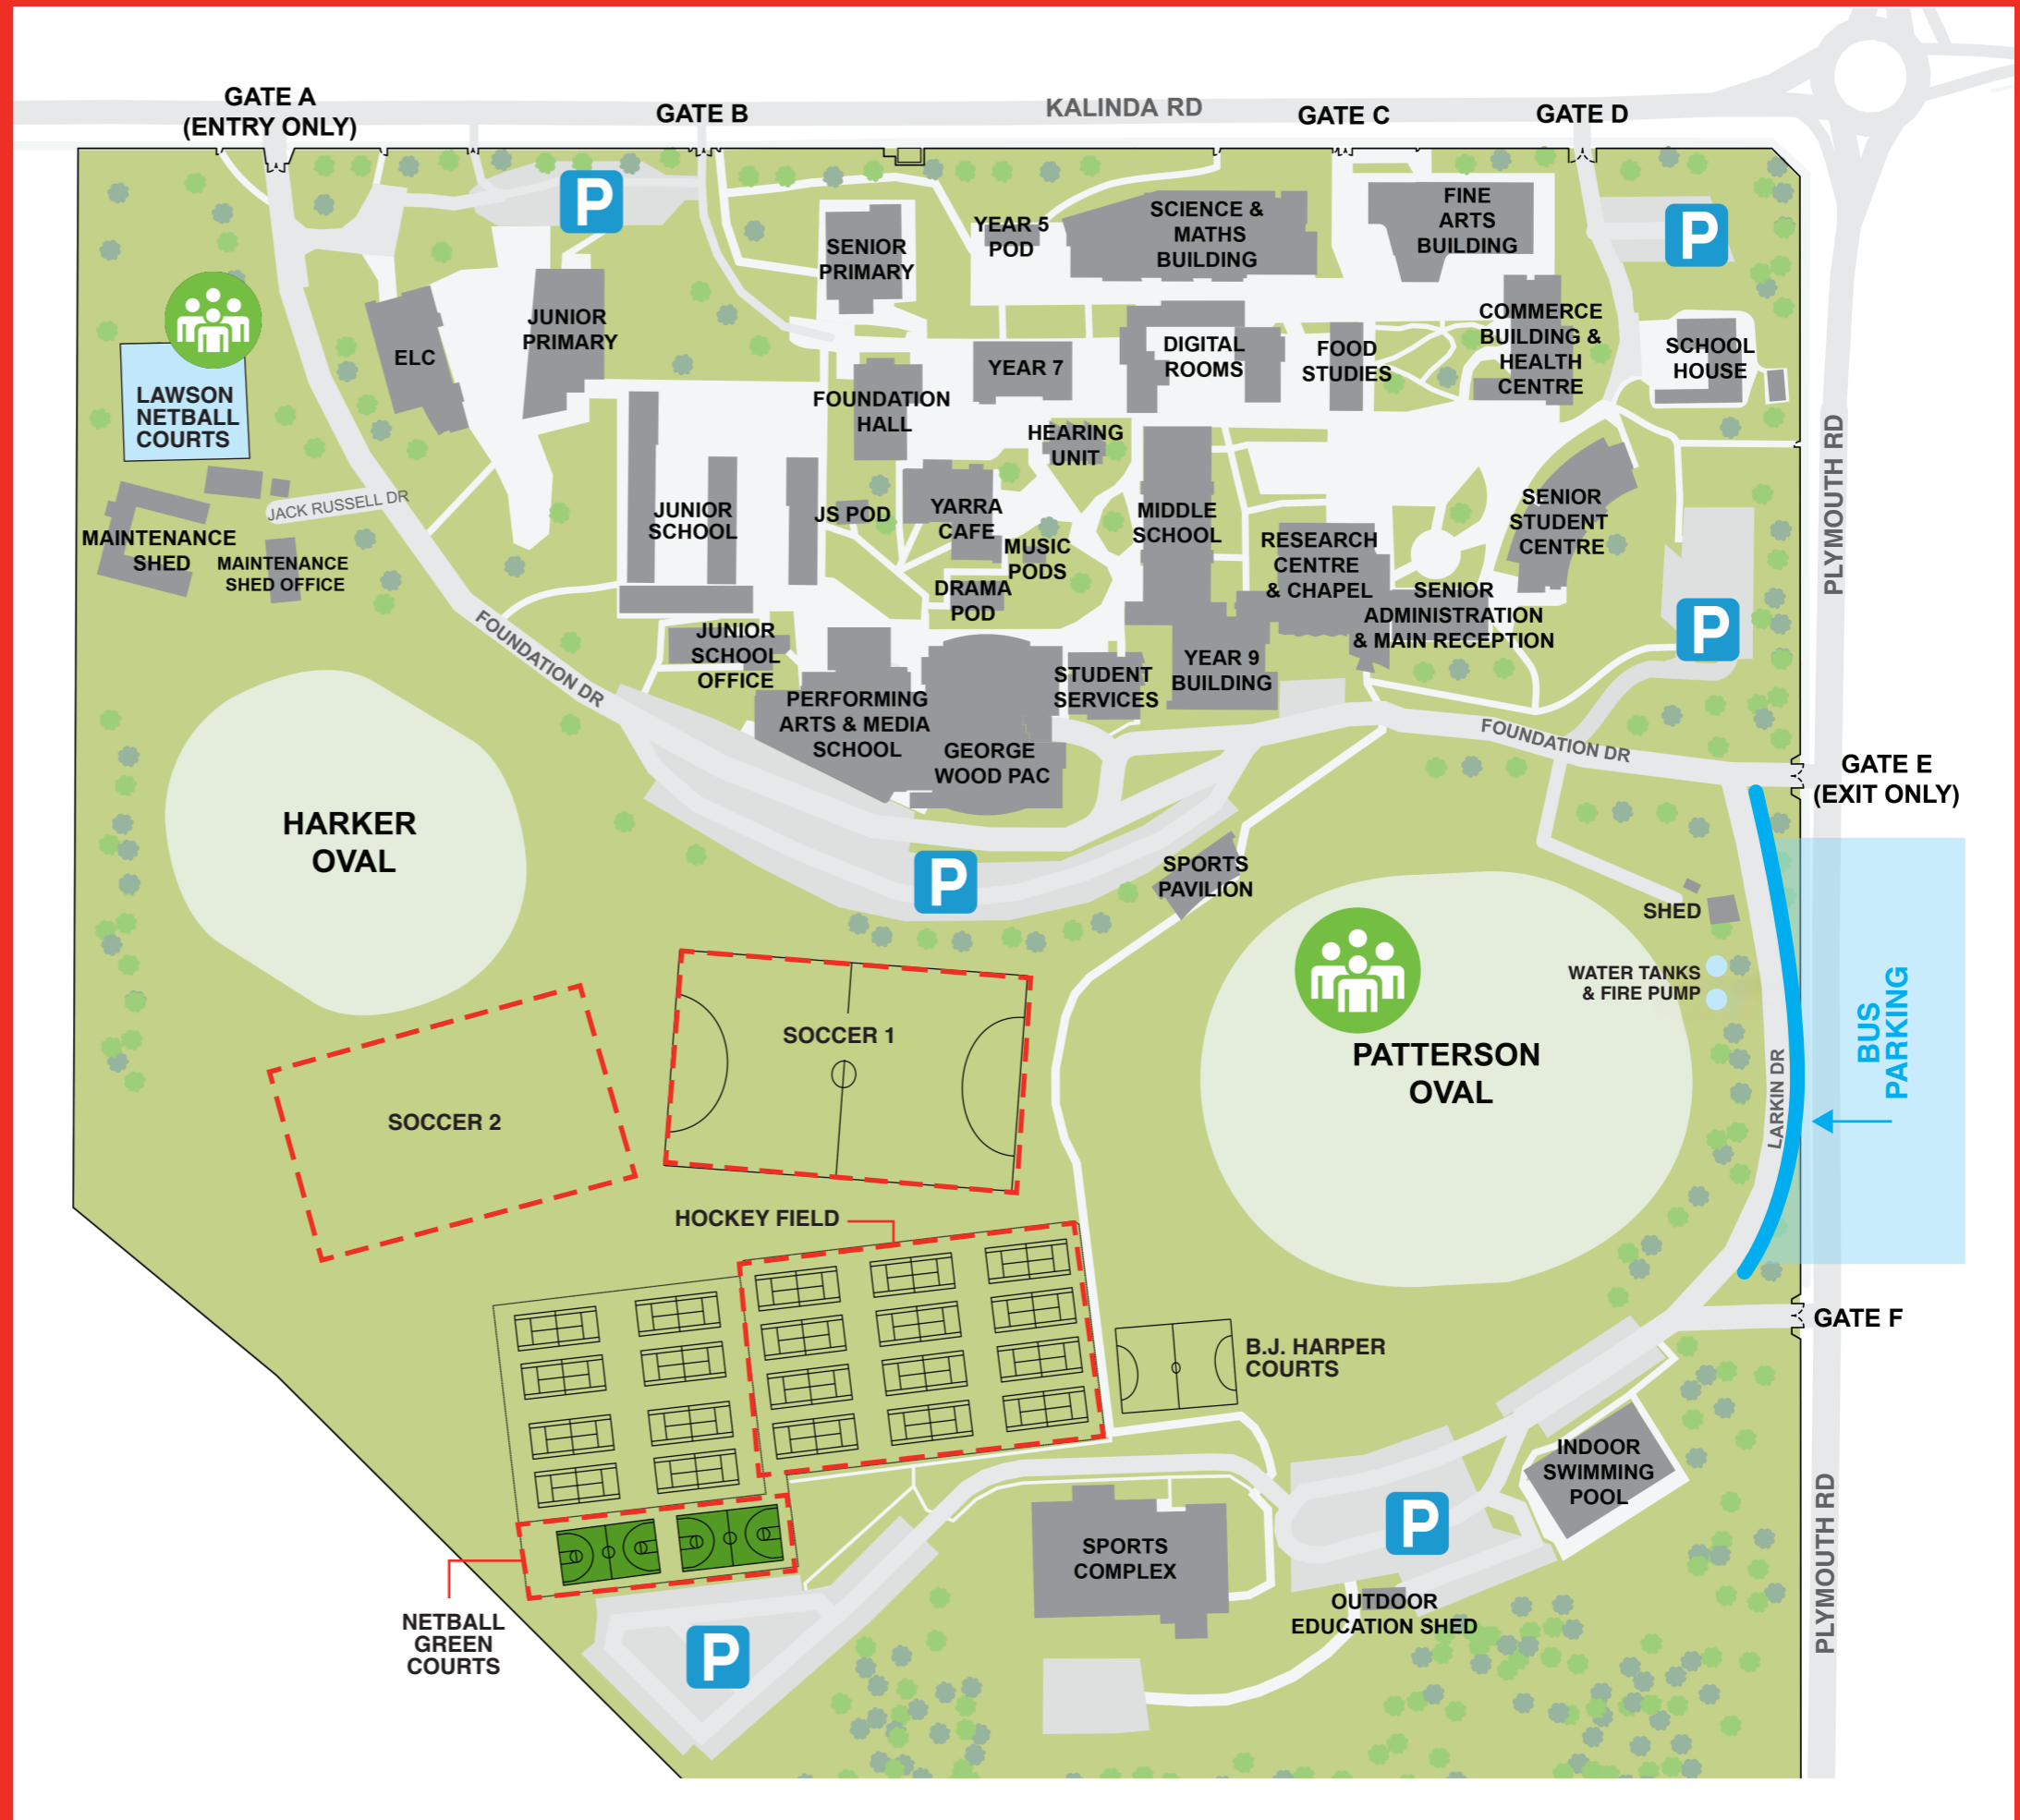 GATE A
(ENTRY ONLY)
GATE B
KALINDA RD
GATE C
GATE D
P
P
SENIOR
PRIMARY
YEAR 5
POD
SCIENCE &
MATHS
BUILDING
FINE
ARTS
BUILDING
JUNIOR
PRIMARY
ELC
LAWSON
NETBALL
COURTS
FOUNDATION
HALL
YEAR 7
DIGITAL
ROOMS
FOOD
STUDIES
COMMERCE
BUILDING &
HEALTH
CENTRE
SCHOOL
HOUSE
HEARING
UNIT
PLYMOUTH RD
JACK RUSSELL DR
MAINTENANCE
SHED
MAINTENANCE
SHED OFFICE
JUNIOR
SCHOOL
JS POD
YARRA
CAFE
MUSIC
PODS
DRAMA
POD
MIDDLE
SCHOOL
RESEARCH
CENTRE
& CHAPEL
SENIOR
STUDENT
CENTRE
SENIOR
ADMINISTRATION
& MAIN RECEPTION
P
FOUNDATION DR
JUNIOR
SCHOOL
OFFICE
PERFORMING
ARTS & MEDIA
SCHOOL
GEORGE
WOOD PAC
STUDENT
SERVICES
YEAR 9
BUILDING
FOUNDATION DR
GATE E
(EXIT ONLY)
HARKER
OVAL
P
SPORTS
PAVILION
SHED
WATER TANKS
& FIRE PUMP
BUS
PARKING
LARKIN DR
SOCCER 1
PATTERSON
OVAL
SOCCER 2
HOCKEY FIELD
GATE F
B.J. HARPER
COURTS
INDOOR
SWIMMING
POOL
P
SPORTS
COMPLEX
OUTDOOR
EDUCATION SHED
PLYMOUTH RD
NETBALL
GREEN
COURTS
P